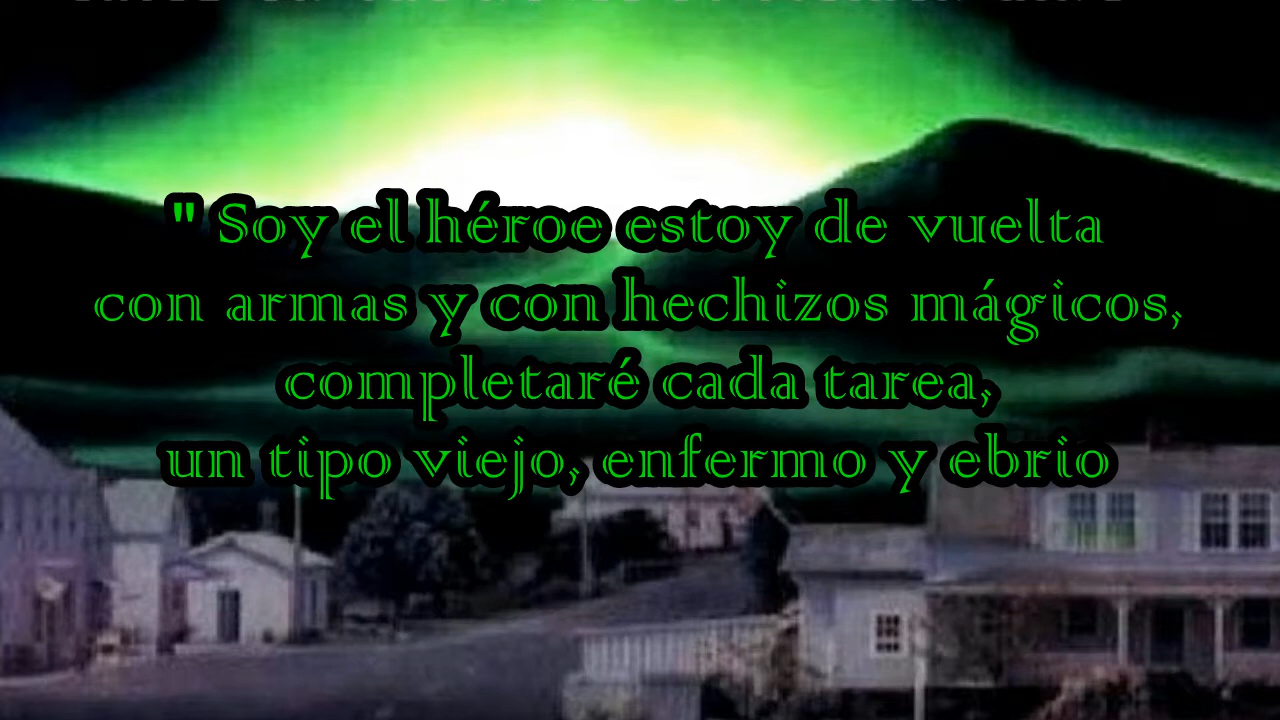 " Soy el héroe estoy de vuelta
con armas y con hechizos mágicos,
completaré cada tarea,
un tipo viejo, enfermo y ebrio